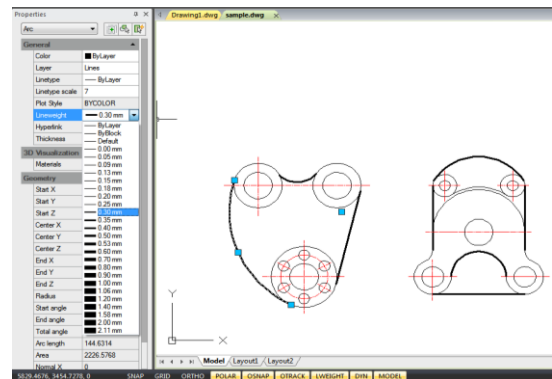 Properties
Drawing1.dwg sample.dwg
Arc
General
Color ByLayer
Layer Lines
Linetype ByLayer
Linetype scale 7
Plot Style BYCOLOR
Lineweight 0.30 mm
Hyperlink
Thickness
3D Visualization
Materials
Geometry
Start X
Start Y
Start Z
Center X
Center Y
Center Z
End X
End Y
End Z
Radius
Start angle
End angle
Total angle
Arc length 144.6314
Area 2226.5768
Normal X 0
ByLayer
ByBlock
Default
0.00 mm
0.05 mm
0.09 mm
0.13 mm
0.15 mm
0.18 mm
0.20 mm
0.25 mm
0.30 mm
0.35 mm
0.40 mm
0.50 mm
0.53 mm
0.60 mm
0.70 mm
0.80 mm
0.90 mm
1.00 mm
1.06 mm
1.20 mm
1.40 mm
1.58 mm
2.00 mm
2.11 mm
Y
X
Model Layout1 Layout2
5829.4676, 3454.7278, 0 SNAP GRID ORTHO POLAR OSNAP OTRACK LWEIGHT DYN MODEL